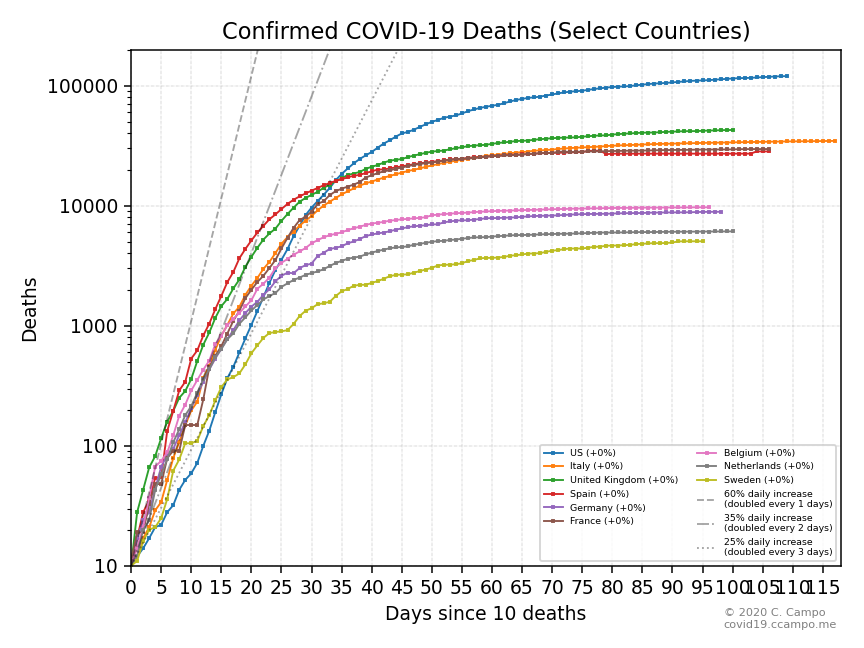 Confirmed COVID-19 Deaths (Select Countries)
100000
10000
1000
100
10
Deaths
0 5 10 15 20 25 30 35 40 45 50 55 60 65 70 75 80 85 90 95 100 105 110 115
Days since 10 deaths
US (+0%)
Italy (+0%)
United Kingdom (+0%)
Spain (+0%)
Germany (+0%)
France (+0%)
Belgium (+0%)
Netherlands (+0%)
Sweden (+0%)
60% daily increase
(doubled every 1 days)
35% daily increase
(doubled every 2 days)
25% daily increase
(doubled every 3 days)
© 2020 C. Campo
covid19.ccampo.me